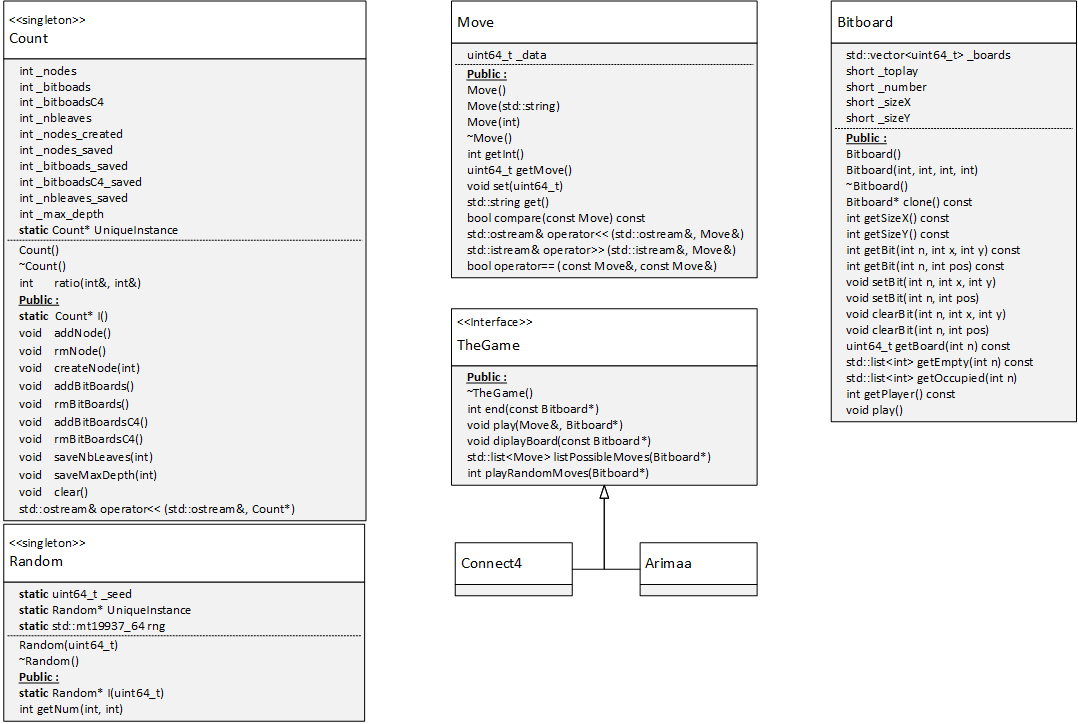 <<singleton>>
Count
int _nodes
int _bitboads
int _bitboadsC4
int _nbleaves
int _nodes_created
int _nodes_saved
int _bitboads_saved
int _bitboadsC4_saved
int _nbleaves_saved
int _max_depth
static Count* UniqueInstance
Count()
~Count()
int ratio(int&, int&)
Public :
static Count* I()
void addNode()
void rmNode()
void createNode(int)
void addBitBoards()
void rmBitBoards()
void addBitBoardsC4()
void rmBitBoardsC4()
void saveNbLeaves(int)
void saveMaxDepth(int)
void clear()
std::ostream& operator<< (std::ostream&, Count*)
<<singleton>>
Random
static uint64_t _seed
static Random* UniqueInstance
static std::mt19937_64 rng
Random(uint64_t)
~Random()
Public :
static Random* I(uint64_t)
int getNum(int, int)
Move
uint64_t _data
Public :
Move()
Move(std::string)
Move(int)
~Move()
int getInt()
uint64_t getMove()
void set(uint64_t)
std::string get()
bool compare(const Move) const
std::ostream& operator<< (std::ostream&, Move&)
std::istream& operator>> (std::istream&, Move&)
bool operator== (const Move&, const Move&)
<<Interface>>
TheGame
Public :
~TheGame()
int end(const Bitboard*)
void play(Move&, Bitboard*)
void diplayBoard(const Bitboard*)
std::list<Move> listPossibleMoves(Bitboard*)
int playRandomMoves(Bitboard*)
Connect4
Arimaa
Bitboard
std::vector<uint64_t> _boards
short _toplay
short _number
short _sizeX
short _sizeY
Public :
Bitboard()
Bitboard(int, int, int, int)
~Bitboard()
Bitboard* clone() const
int getSizeX() const
int getSizeY() const
int getBit(int n, int x, int y) const
int getBit(int n, int pos) const
void setBit(int n, int x, int y)
void setBit(int n, int pos)
void clearBit(int n, int x, int y)
void clearBit(int n, int pos)
uint64_t getBoard(int n) const
std::list<int> getEmpty(int n) const
std::list<int> getOccupied(int n)
int getPlayer() const
void play()